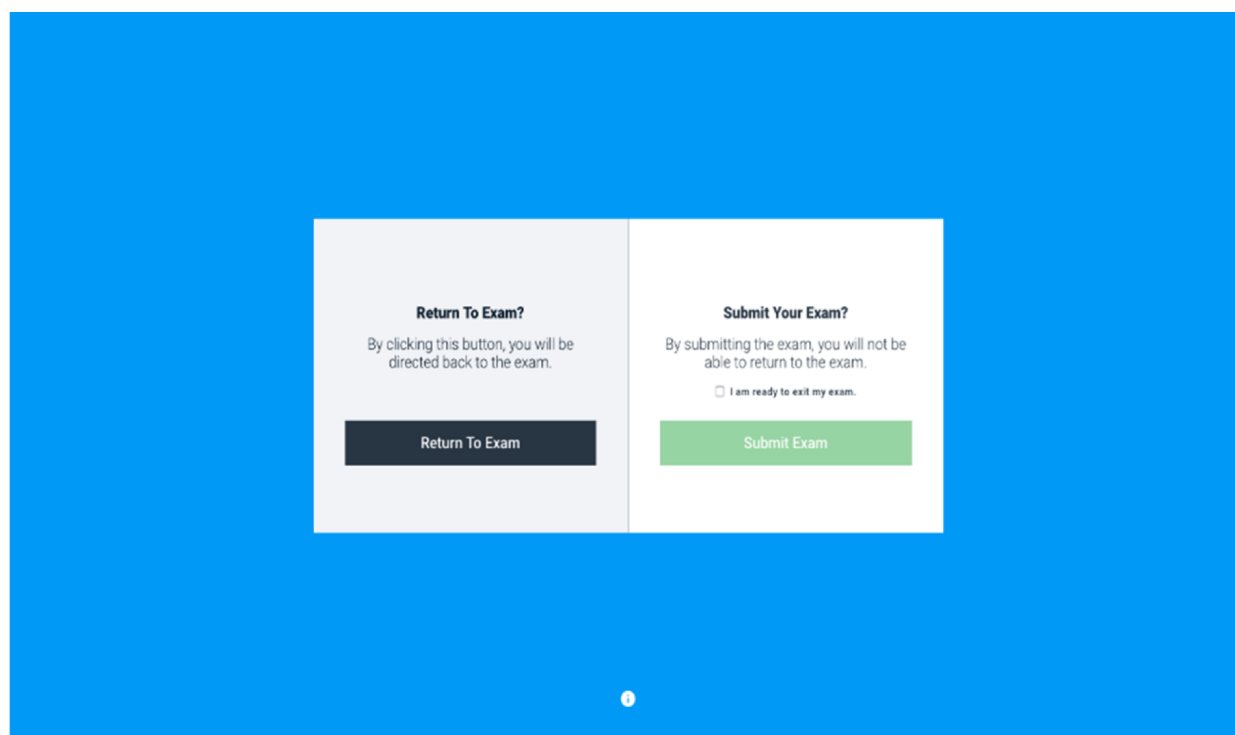 Return To Exam?
By clicking this button, you will be
directed back to the exam.
Return To Exam
Submit Your Exam?
By submitting the exam, you will not be
able to return to the exam.
I am ready to exit my exam.
Submit Exam